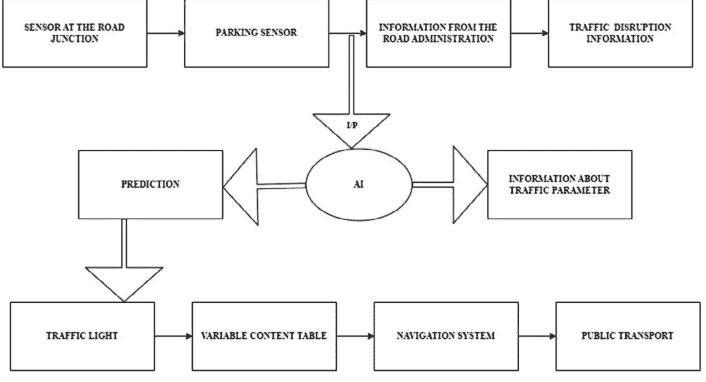 SENSOR AT THE ROAD
JUNCTION
PARKING SENSOR
INFORMATION FROM THE
ROAD ADMINISTRATION
TRAFFIC DISRUPTION
INFORMATION
I/P
PREDICTION
AI
INFORMATION ABOUT
TRAFFIC PARAMETER
TRAFFIC LIGHT
VARIABLE CONTENT TABLE
NAVIGATION SYSTEM
PUBLIC TRANSPORT